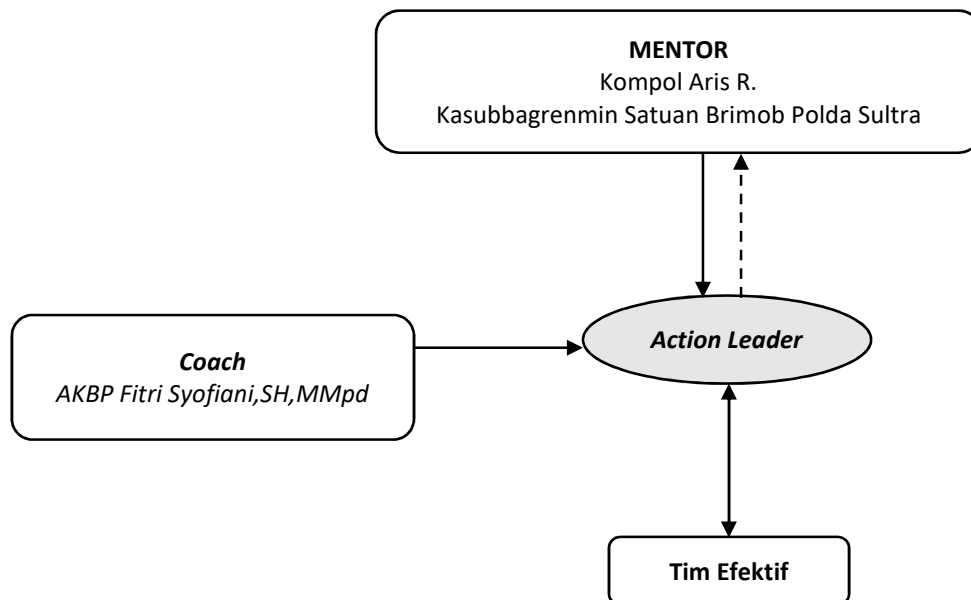 MENTOR
Kompol Aris R.
Kasubbagrenmin Satuan Brimob Polda Sultra
Action Leader
Coach
AKBP Fitri Syofiani,SH,MMpd
Tim Efektif